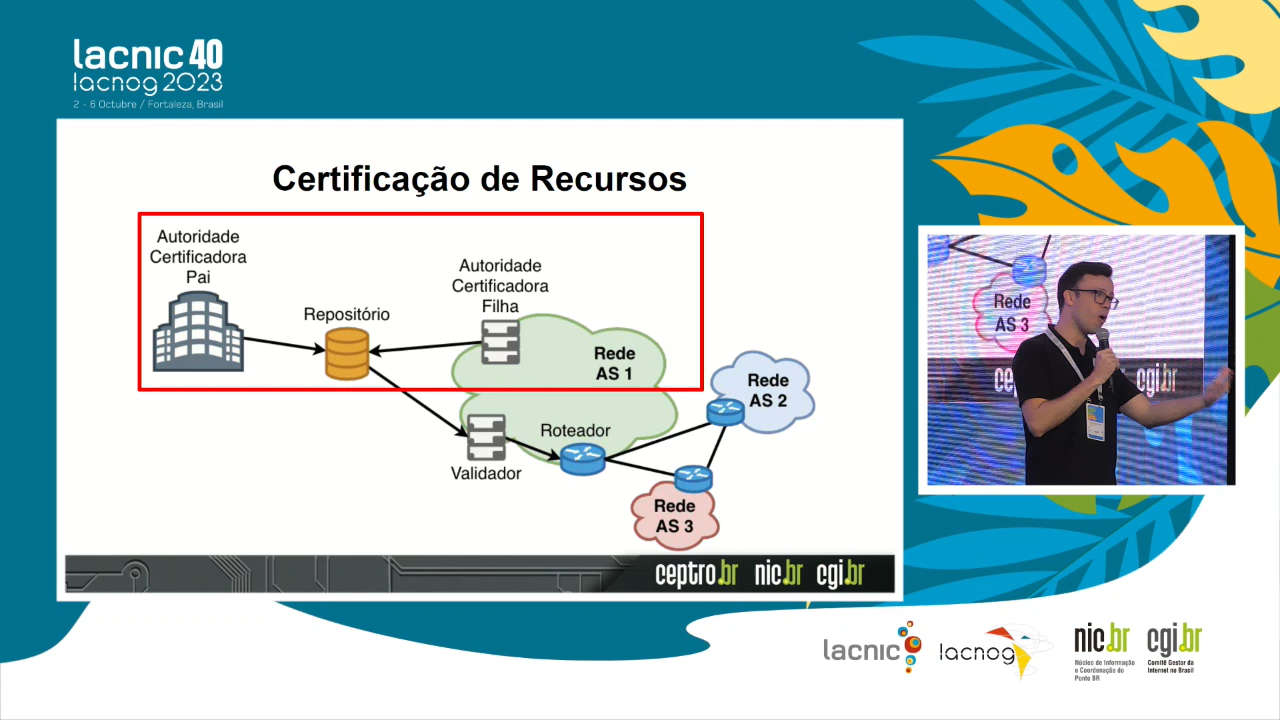 lacnic 40
lacnog 2023
2 - 6 Octubre / Fortaleza, Brasil
Certificação de Recursos
Autoridade
Certificadora
Pai
Repositório
Autoridade
Certificadora
Filha
Rede
AS 1
Rede
AS 2
Roteador
Validador
Rede
AS 3
ceptro.br nic.br cgi.br
Rede
AS 3
cgi.br
lacnic
lacnog
nic.br
Núcleo de Informação
e Coordenação do
Ponto BR
cgi.br
Comitê Gestor da
Internet no Brasil